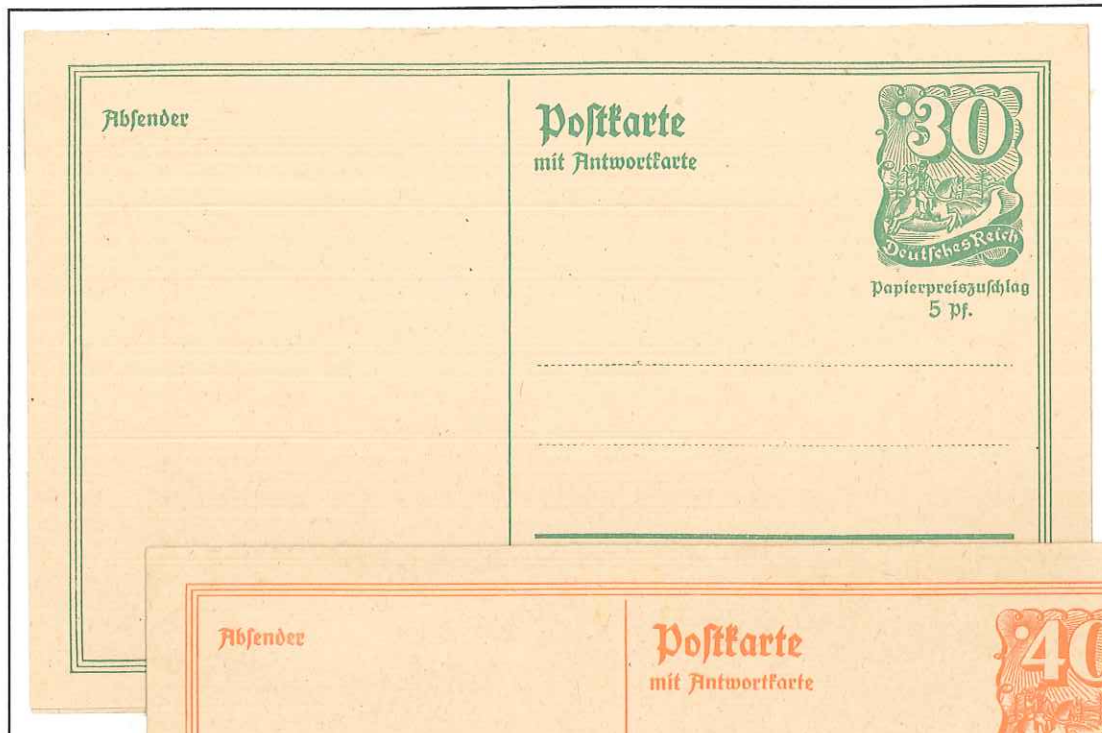 Absender
Postkarte
mit Antwortkarte
30
Deutsches Reich
Papierpreiszuschlag
5 Pf.
Absender
Postkarte
mit Antwortkarte
40